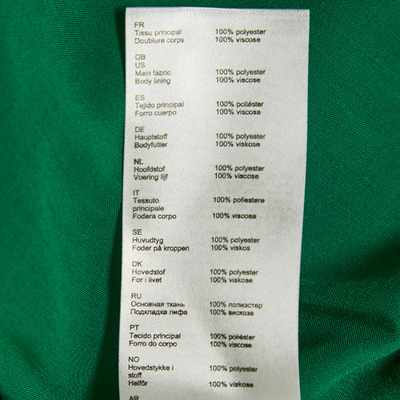 FR
Tissu principal 100% polyester
Doublure corps 100% viscose
GB
US
Main fabric 100% polyester
Body lining 100% viscose
ES
Tejido principal 100% poliéster
Forro cuerpo 100% viscosa
DE
Hauptstoff 100% polyester
Bodyfutter 100% viskose
NL
Hoofdstof 100% polyester
Voering lijf 100% viscose
IT
Tessuto
principale 100% poliestere
Fodera corpo 100% viscosa
SE
Huvudtyg 100% polyester
Foder på kroppen 100% viskos
DK
Hovedstof 100% polyester
For i livet 100% viskose
RU
Основная ткань 100% полиэстер
Подкладка лифа 100% вискоза
PT
Tecido principal 100% polyester
Forro do corpo 100% viscose
NO
Hovedstykke i
stoff 100% polyester
Helfôr 100% viskose
AR